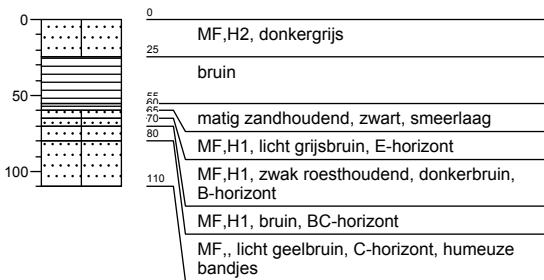 0
0
MF,H2, donkergrijs
25
bruin
50
55
60
matig zandhoudend, zwart, smeerlaag
65
MF,H1, licht grijsbruin, E-horizont
70
MF,H1, zwak roesthoudend, donkerbruin,
B-horizont
80
MF,H1, bruin, BC-horizont
100
110
MF,, licht geelbruin, C-horizont, humeuze
bandjes